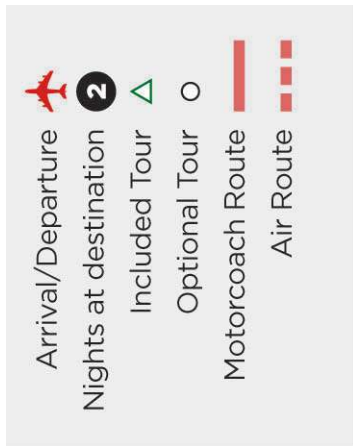 Arrival/Departure
Nights at destination 2
Included Tour
Optional Tour
Motorcoach Route
Air Route